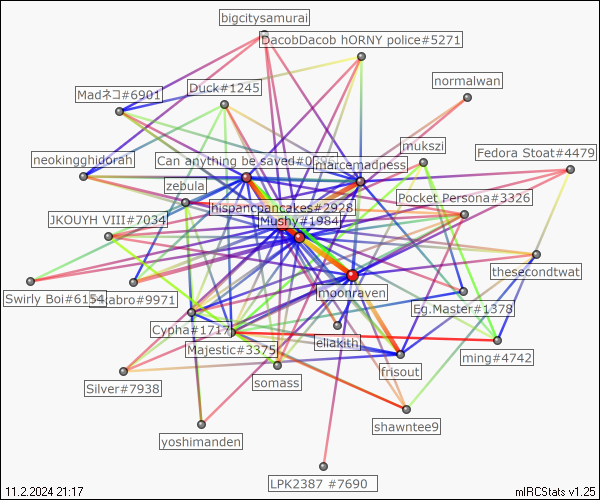 bigcitysamurai
DacobDacob hORNY police#5271
normalwan
Duck#1245
Madネコ#6901
mukszi
Fedora Stoat#4479
neokingghidorah
Can anything be saved#0
marcemadness
zebula
Pocket Persona#3326
hispancpancakes#2928
JKOUYH VIII#7034
Mushy#1984
thesecondtwat
moonraven
Swirly Boi#6154
abro#9971
Eg.Master#1378
Cypha#1717
eliakith
Majestic#3375
ming#4742
frisout
Silver#7938
somass
shawntee9
yoshimanden
LPK2387 #7690
11.2.2024 21:17
mIRCStats v1.25